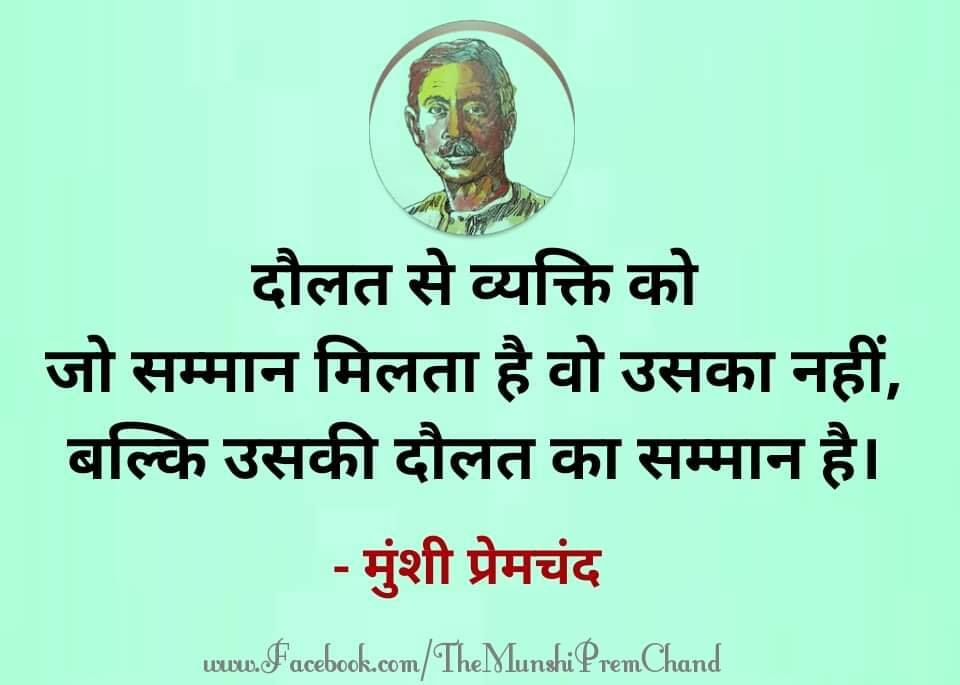 दौलत से व्यक्ति को
जो सम्मान मिलता है वो उसका नहीं,
बल्कि उसकी दौलत का सम्मान है।
- मुंशी प्रेमचंद
www.Facebook.com/TheMunshiPremChand